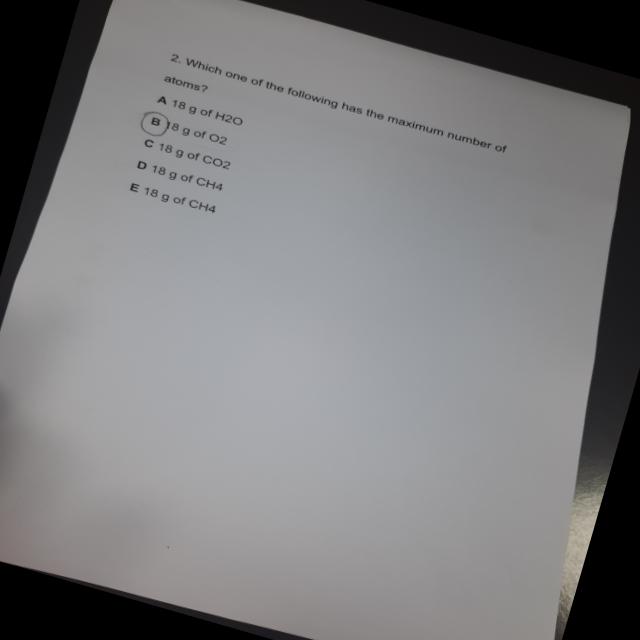 2. Which one of the following has the maximum number of
atoms?
A 18 g of H2O
B 18 g of O2
C 18 g of CO2
D 18 g of CH4
E 18 g of CH4